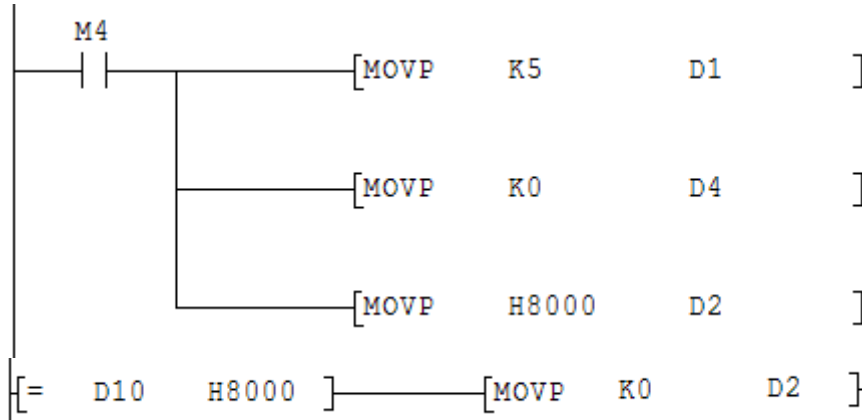 M4
[MOVP K5 D1 ]
[MOVP K0 D4 ]
[MOVP H8000 D2 ]
[= D10 H8000 ] [MOVP K0 D2 ]